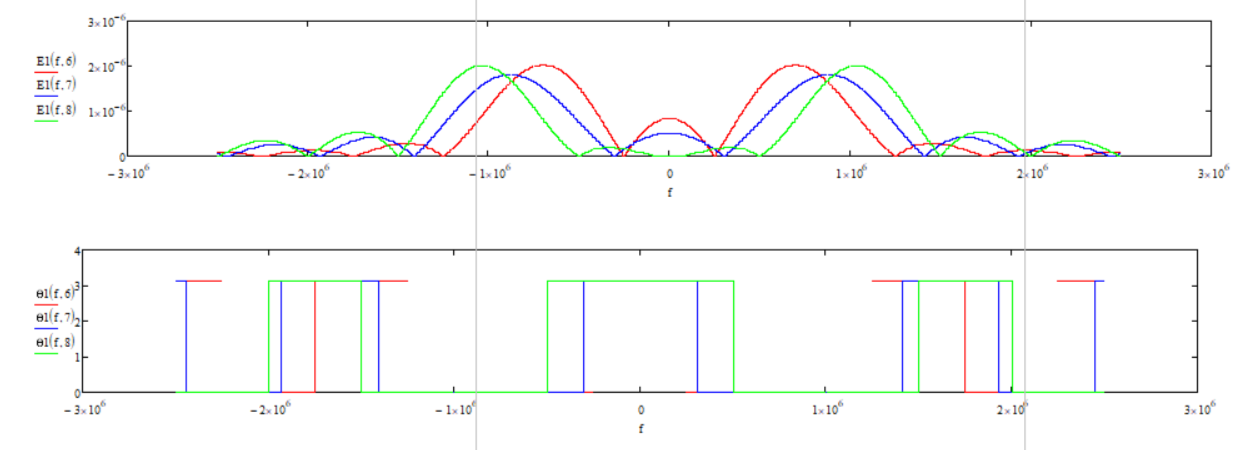 3×10⁻⁶
E1(f,6)
2×10⁻⁶
E1(f,7)
E1(f,8)
1×10⁻⁶
0
−3×10⁶ −2×10⁶ −1×10⁶ 0 1×10⁶ 2×10⁶ 3×10⁶
f
4
θ1(f,6) 3
θ1(f,7) 2
θ1(f,8)
1
0
−3×10⁶ −2×10⁶ −1×10⁶ 0 1×10⁶ 2×10⁶ 3×10⁶
f